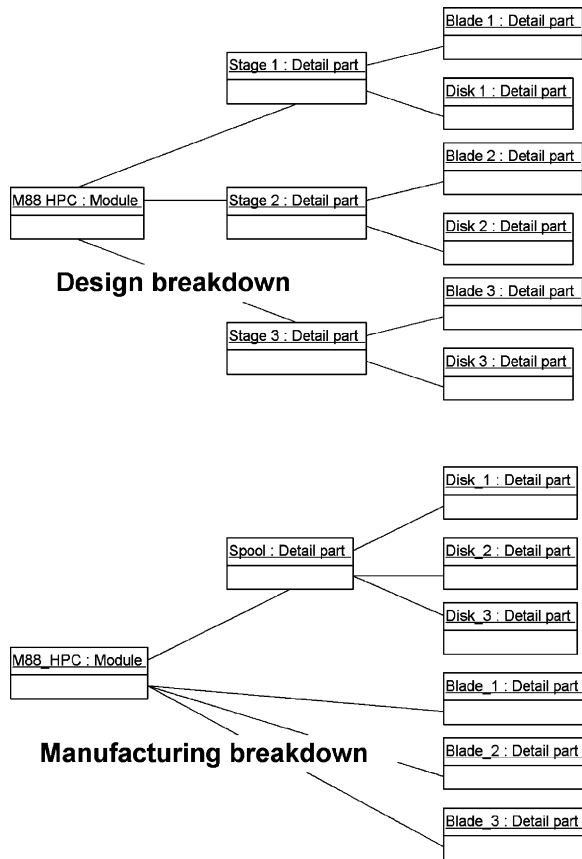 Blade 1 : Detail part
Stage 1 : Detail part
Disk 1 : Detail part
Blade 2 : Detail part
M88 HPC : Module
Stage 2 : Detail part
Disk 2 : Detail part
Design breakdown
Blade 3 : Detail part
Stage 3 : Detail part
Disk 3 : Detail part
Disk_1 : Detail part
Spool : Detail part
Disk_2 : Detail part
Disk_3 : Detail part
M88_HPC : Module
Blade_1 : Detail part
Manufacturing breakdown
Blade_2 : Detail part
Blade_3 : Detail part